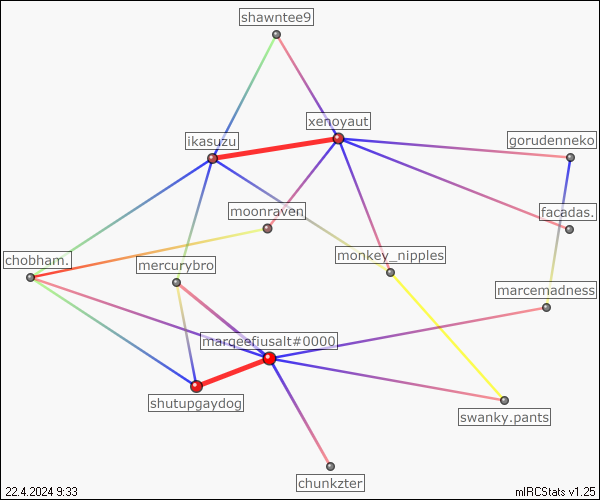 shawntee9
xenoyaut
ikasuzu
gorudenneko
moonraven
facadas.
chobham.
mercurybro
monkey_nipples
marcemadness
marqeefiusalt#0000
shutupgaydog
swanky.pants
chunkzter
22.4.2024 9:33
mIRCStats v1.25